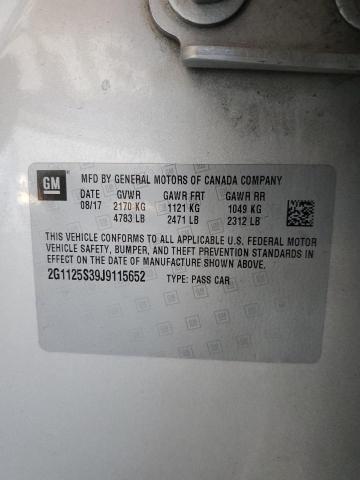 GM
MFD BY GENERAL MOTORS OF CANADA COMPANY
DATE GVWR GAWR FRT GAWR RR
08/17 2170 KG 1121 KG 1049 KG
4783 LB 2471 LB 2312 LB
THIS VEHICLE CONFORMS TO ALL APPLICABLE U.S. FEDERAL MOTOR
VEHICLE SAFETY, BUMPER, AND THEFT PREVENTION STANDARDS IN
EFFECT ON THE DATE OF MANUFACTURE SHOWN ABOVE.
2G1125S39J9115652 TYPE: PASS CAR